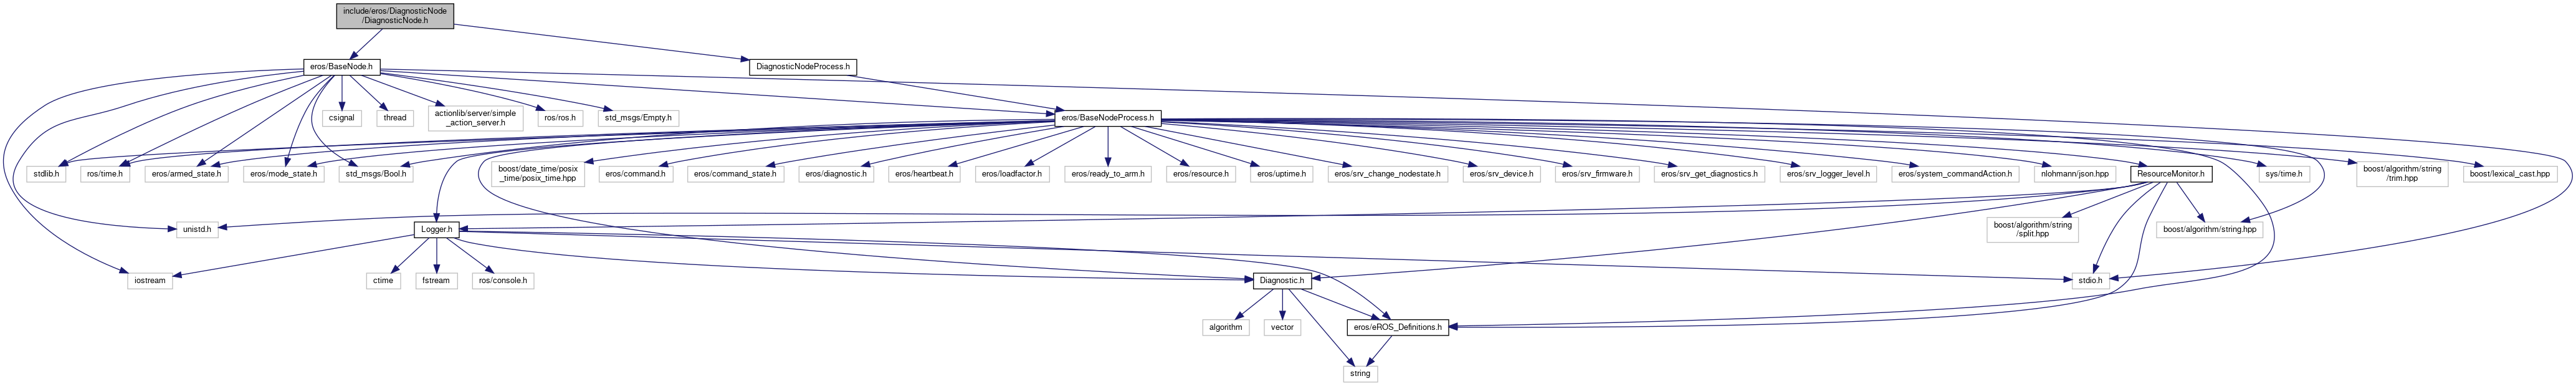 include/eros/DiagnosticNode
/DiagnosticNode.h
eros/BaseNode.h
DiagnosticNodeProcess.h
csignal
thread
actionlib/server/simple
_action_server.h
ros/ros.h
std_msgs/Empty.h
eros/BaseNodeProcess.h
stdlib.h
ros/time.h
eros/armed_state.h
eros/mode_state.h
std_msgs/Bool.h
boost/date_time/posix
_time/posix_time.hpp
eros/command.h
eros/command_state.h
eros/diagnostic.h
eros/heartbeat.h
eros/loadfactor.h
eros/ready_to_arm.h
eros/resource.h
eros/uptime.h
eros/srv_change_nodestate.h
eros/srv_device.h
eros/srv_firmware.h
eros/srv_get_diagnostics.h
eros/srv_logger_level.h
eros/system_commandAction.h
nlohmann/json.hpp
ResourceMonitor.h
sys/time.h
boost/algorithm/string
/trim.hpp
boost/lexical_cast.hpp
unistd.h
Logger.h
boost/algorithm/string
/split.hpp
boost/algorithm/string.hpp
iostream
ctime
fstream
ros/console.h
Diagnostic.h
stdio.h
algorithm
vector
eros/eROS_Definitions.h
string